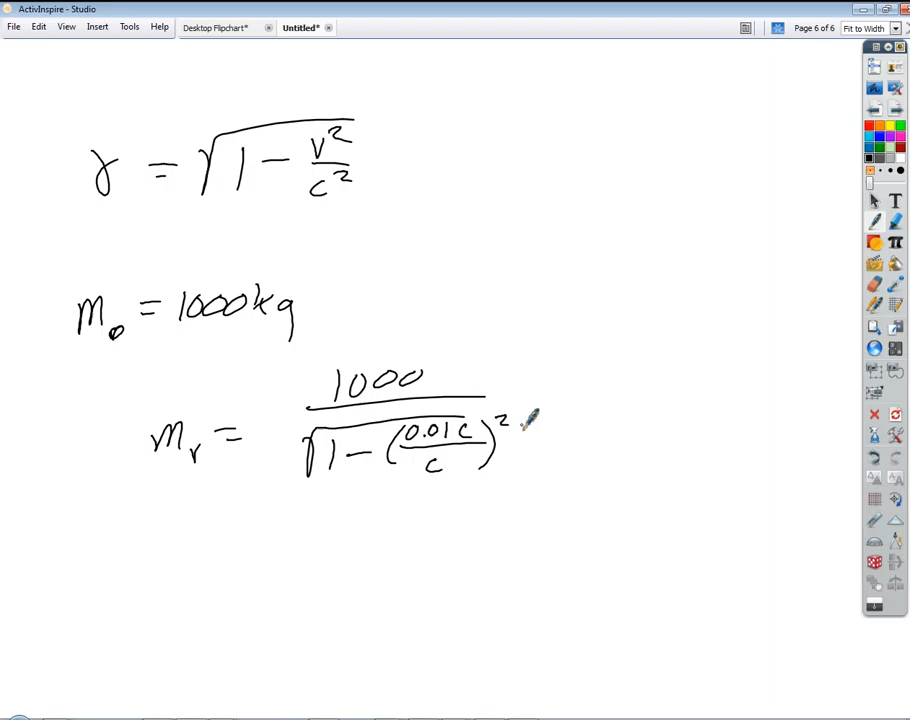 ActivInspire - Studio
File Edit View Insert Tools Help Desktop Flipchart* Untitled* Page 6 of 6 Fit to Width
γ = √(1 - v²/c²)
m₀ = 1000kg
mᵣ = 1000 / √(1 - (0.01c/c)²)